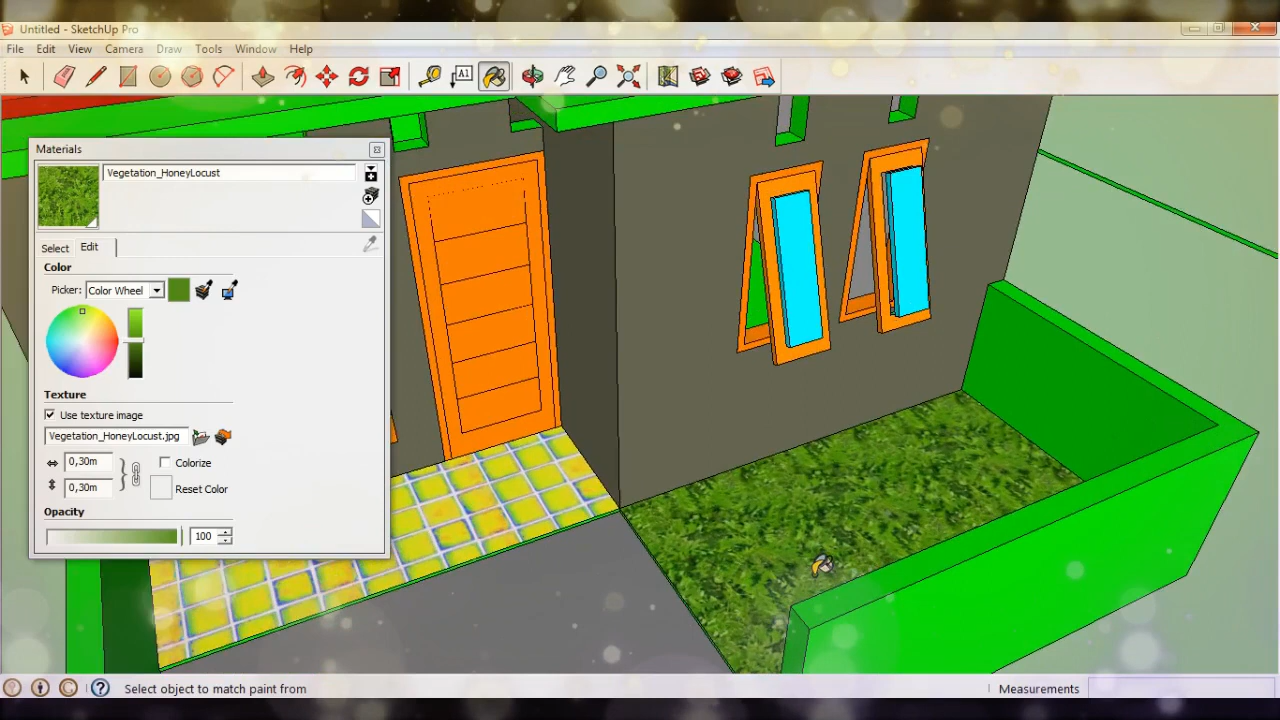 Untitled - SketchUp Pro
File Edit View Camera Draw Tools Window Help
A1
Materials
Vegetation_HoneyLocust
Select Edit
Color
Picker: Color Wheel
Texture
Use texture image
Vegetation_HoneyLocust.jpg
0,30m
Colorize
0,30m
Reset Color
Opacity
100
Select object to match paint from
Measurements